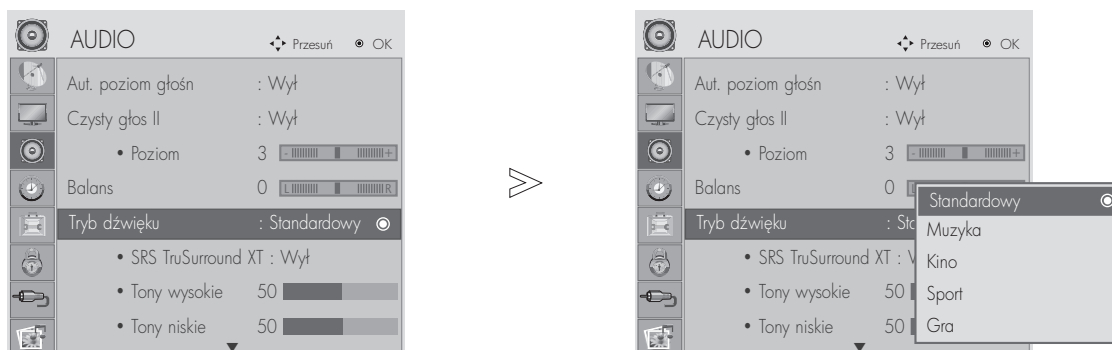 AUDIO Przesuń OK
Aut. poziom głośn : Wył
Czysty głos II : Wył
• Poziom 3 - +
Balans 0 L R
Tryb dźwięku : Standardowy
• SRS TruSurround XT : Wył
• Tony wysokie 50
• Tony niskie 50
>
AUDIO Przesuń OK
Aut. poziom głośn : Wył
Czysty głos II : Wył
• Poziom 3 - +
Balans 0 L
Tryb dźwięku : Sta
• SRS TruSurround XT : W
• Tony wysokie 50
• Tony niskie 50
Standardowy
Muzyka
Kino
Sport
Gra